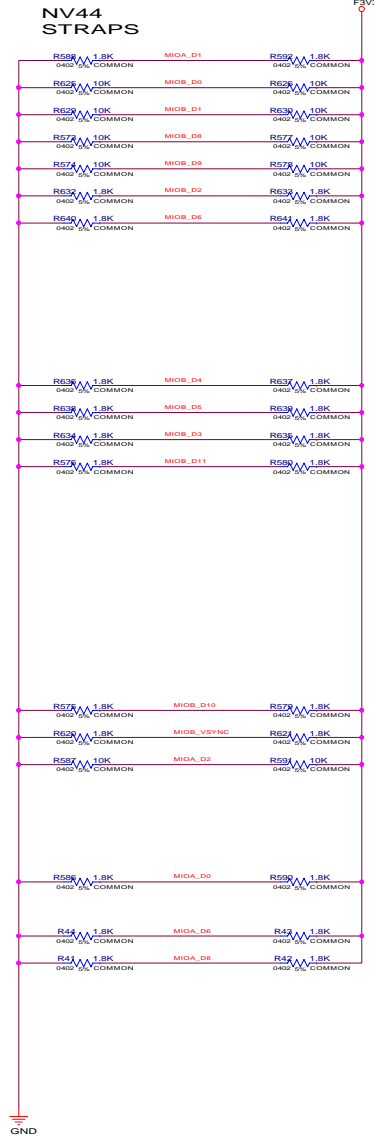 F3V3
NV44
STRAPS
R588 1.8K MIOA_D1 R592 1.8K
0402 5% COMMON 0402 5% COMMON
R625 10K MIOB_D0 R626 10K
0402 5% COMMON 0402 5% COMMON
R629 10K MIOB_D1 R630 10K
0402 5% COMMON 0402 5% COMMON
R573 10K MIOB_D8 R577 10K
0402 5% COMMON 0402 5% COMMON
R574 10K MIOB_D9 R578 10K
0402 5% COMMON 0402 5% COMMON
R632 1.8K MIOB_D2 R633 1.8K
0402 5% COMMON 0402 5% COMMON
R640 1.8K MIOB_D6 R641 1.8K
0402 5% COMMON 0402 5% COMMON
R636 1.8K MIOB_D4 R637 1.8K
0402 5% COMMON 0402 5% COMMON
R638 1.8K MIOB_D5 R639 1.8K
0402 5% COMMON 0402 5% COMMON
R634 1.8K MIOB_D3 R635 1.8K
0402 5% COMMON 0402 5% COMMON
R576 1.8K MIOB_D11 R580 1.8K
0402 5% COMMON 0402 5% COMMON
R575 1.8K MIOB_D10 R579 1.8K
0402 5% COMMON 0402 5% COMMON
R620 1.8K MIOB_VSYNC R621 1.8K
0402 5% COMMON 0402 5% COMMON
R587 10K MIOA_D2 R591 10K
0402 5% COMMON 0402 5% COMMON
R586 1.8K MIOA_D0 R590 1.8K
0402 5% COMMON 0402 5% COMMON
R44 1.8K MIOA_D6 R43 1.8K
0402 5% COMMON 0402 5% COMMON
R41 1.8K MIOA_D8 R42 1.8K
0402 5% COMMON 0402 5% COMMON
GND